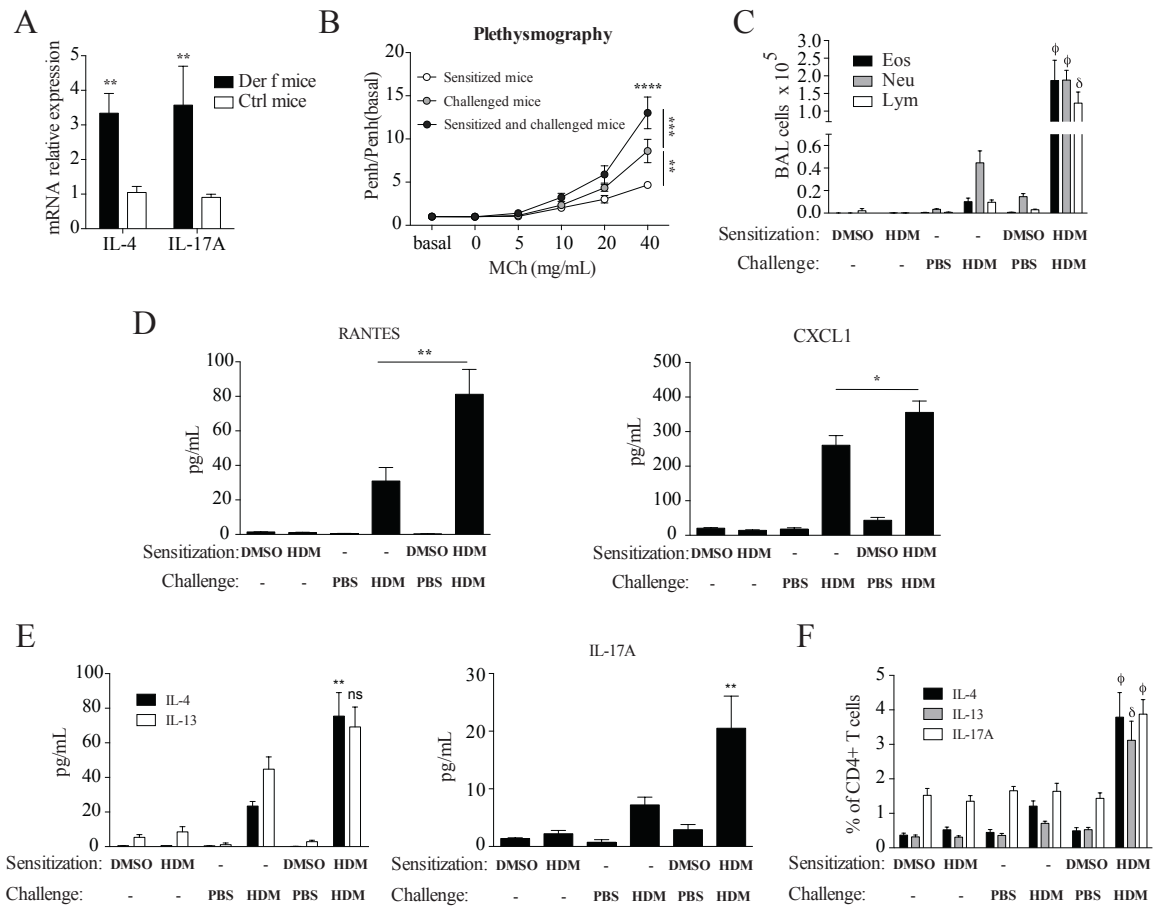 A
mRNA relative expression
5
4
3
2
1
0
**
**
Der f mice
Ctrl mice
IL-4
IL-17A
B
Plethysmography
Penh/Penh(basal)
20
15
10
5
0
Sensitized mice
Challenged mice
Sensitized and challenged mice
****
***
**
basal
0
5
10
20
40
MCh (mg/mL)
C
BAL cells x 10⁵
3.0
2.5
2.0
1.5
1.0
0.6
0.4
0.2
0.0
Eos
Neu
Lym
ϕ
ϕ
δ
Sensitization: DMSO HDM - - DMSO HDM
Challenge: - - PBS HDM PBS HDM
D
RANTES
pg/mL
100
80
60
40
20
0
**
Sensitization: DMSO HDM - - DMSO HDM
Challenge: - - PBS HDM PBS HDM
CXCL1
pg/mL
500
400
300
200
100
0
*
Sensitization: DMSO HDM - - DMSO HDM
Challenge: - - PBS HDM PBS HDM
E
pg/mL
100
80
60
40
20
0
IL-4
IL-13
**
ns
Sensitization: DMSO HDM - - DMSO HDM
Challenge: - - PBS HDM PBS HDM
IL-17A
pg/mL
30
20
10
0
**
Sensitization: DMSO HDM - - DMSO HDM
Challenge: - - PBS HDM PBS HDM
F
% of CD4+ T cells
5
4
3
2
1
0
IL-4
IL-13
IL-17A
ϕ
δ
ϕ
Sensitization: DMSO HDM - - DMSO HDM
Challenge: - - PBS HDM PBS HDM